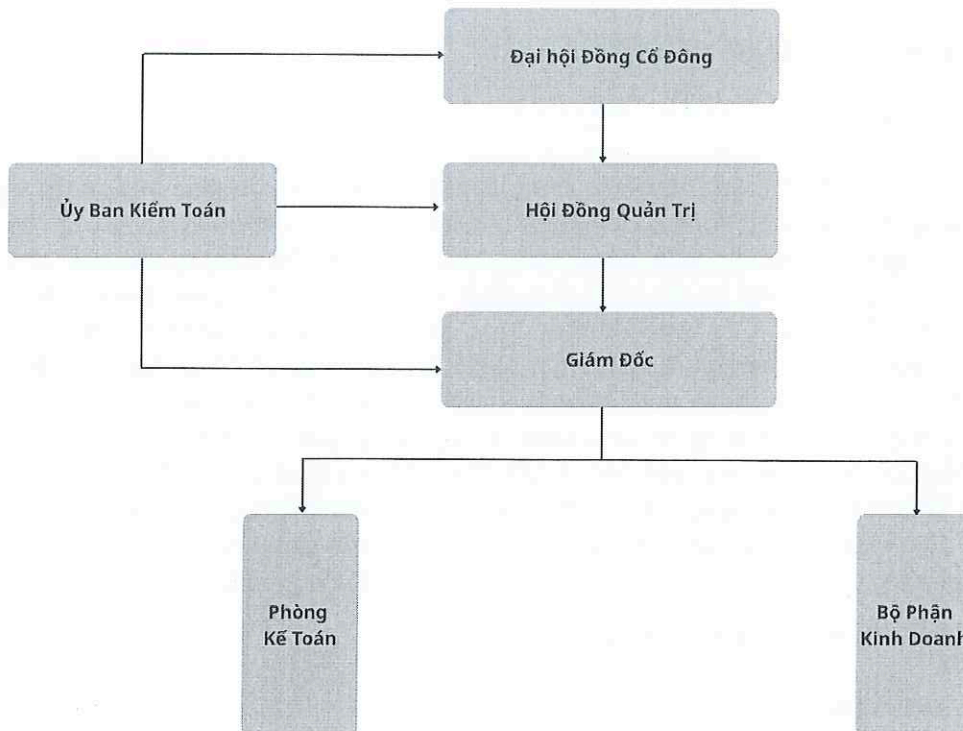 Đại hội Đồng Cổ Đông
Ủy Ban Kiểm Toán
Hội Đồng Quản Trị
Giám Đốc
Phòng
Kế Toán
Bộ Phận
Kinh Doanh